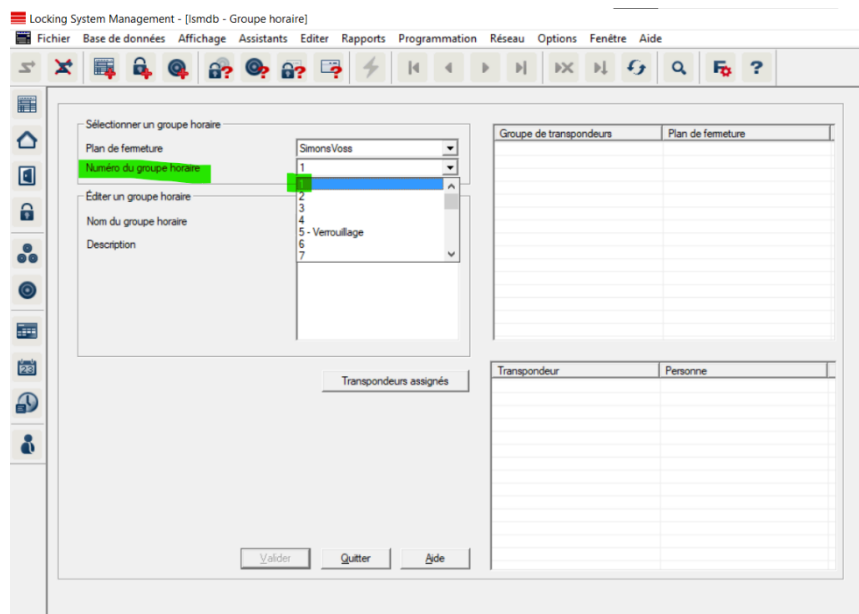 Locking System Management - [lsmdb - Groupe horaire]
Fichier Base de données Affichage Assistants Editer Rapports Programmation Réseau Options Fenêtre Aide
Sélectionner un groupe horaire
Plan de fermeture
SimonsVoss
Numéro du groupe horaire
1
1
2
3
4
5 - Verrouillage
6
7
Éditer un groupe horaire
Nom du groupe horaire
Description
Transpondeurs assignés
Groupe de transpondeurs
Plan de fermeture
Transpondeur
Personne
Valider
Quitter
Aide